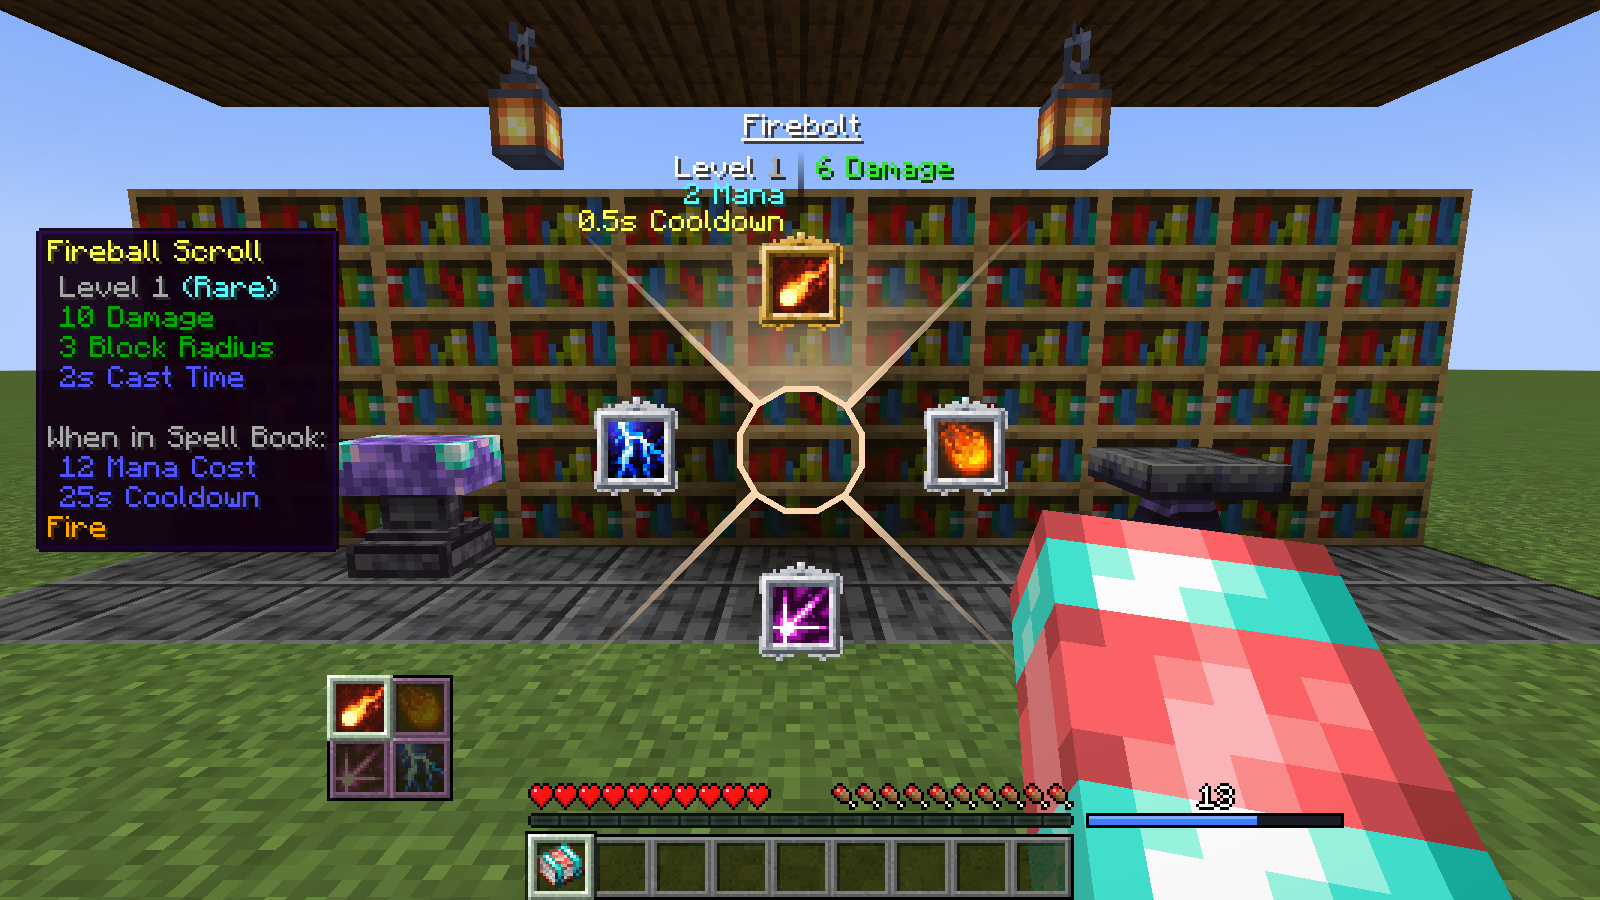 Firebolt
Level 1
6 Damage
2 Mana
0.5s Cooldown
Fireball Scroll
Level 1 (Rare)
10 Damage
3 Block Radius
2s Cast Time
When in Spell Book:
12 Mana Cost
25s Cooldown
Fire
18